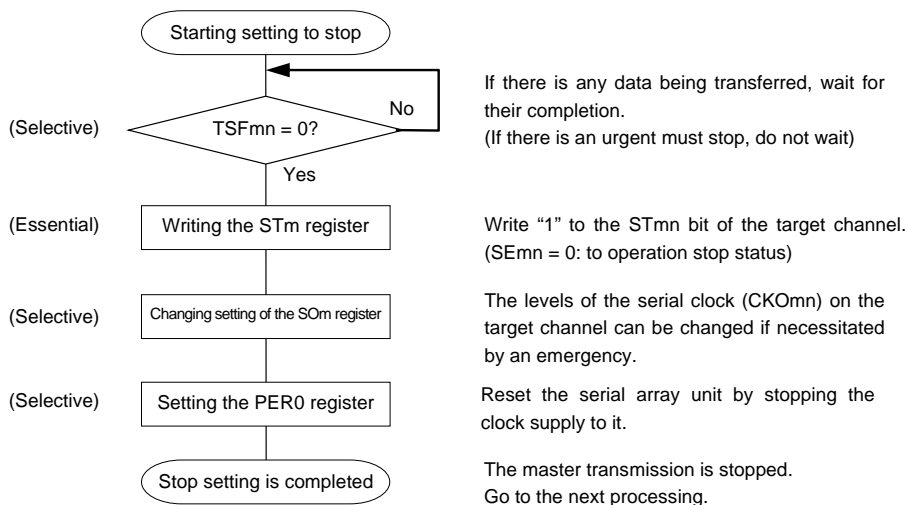 Starting setting to stop
If there is any data being transferred, wait for
their completion.
(If there is an urgent must stop, do not wait)
No
(Selective)
TSFmn = 0?
Yes
(Essential)
Writing the STm register
Write “1” to the STmn bit of the target channel.
(SEmn = 0: to operation stop status)
(Selective)
Changing setting of the SOm register
The levels of the serial clock (CKOmn) on the
target channel can be changed if necessitated
by an emergency.
(Selective)
Setting the PER0 register
Reset the serial array unit by stopping the
clock supply to it.
Stop setting is completed
The master transmission is stopped.
Go to the next processing.